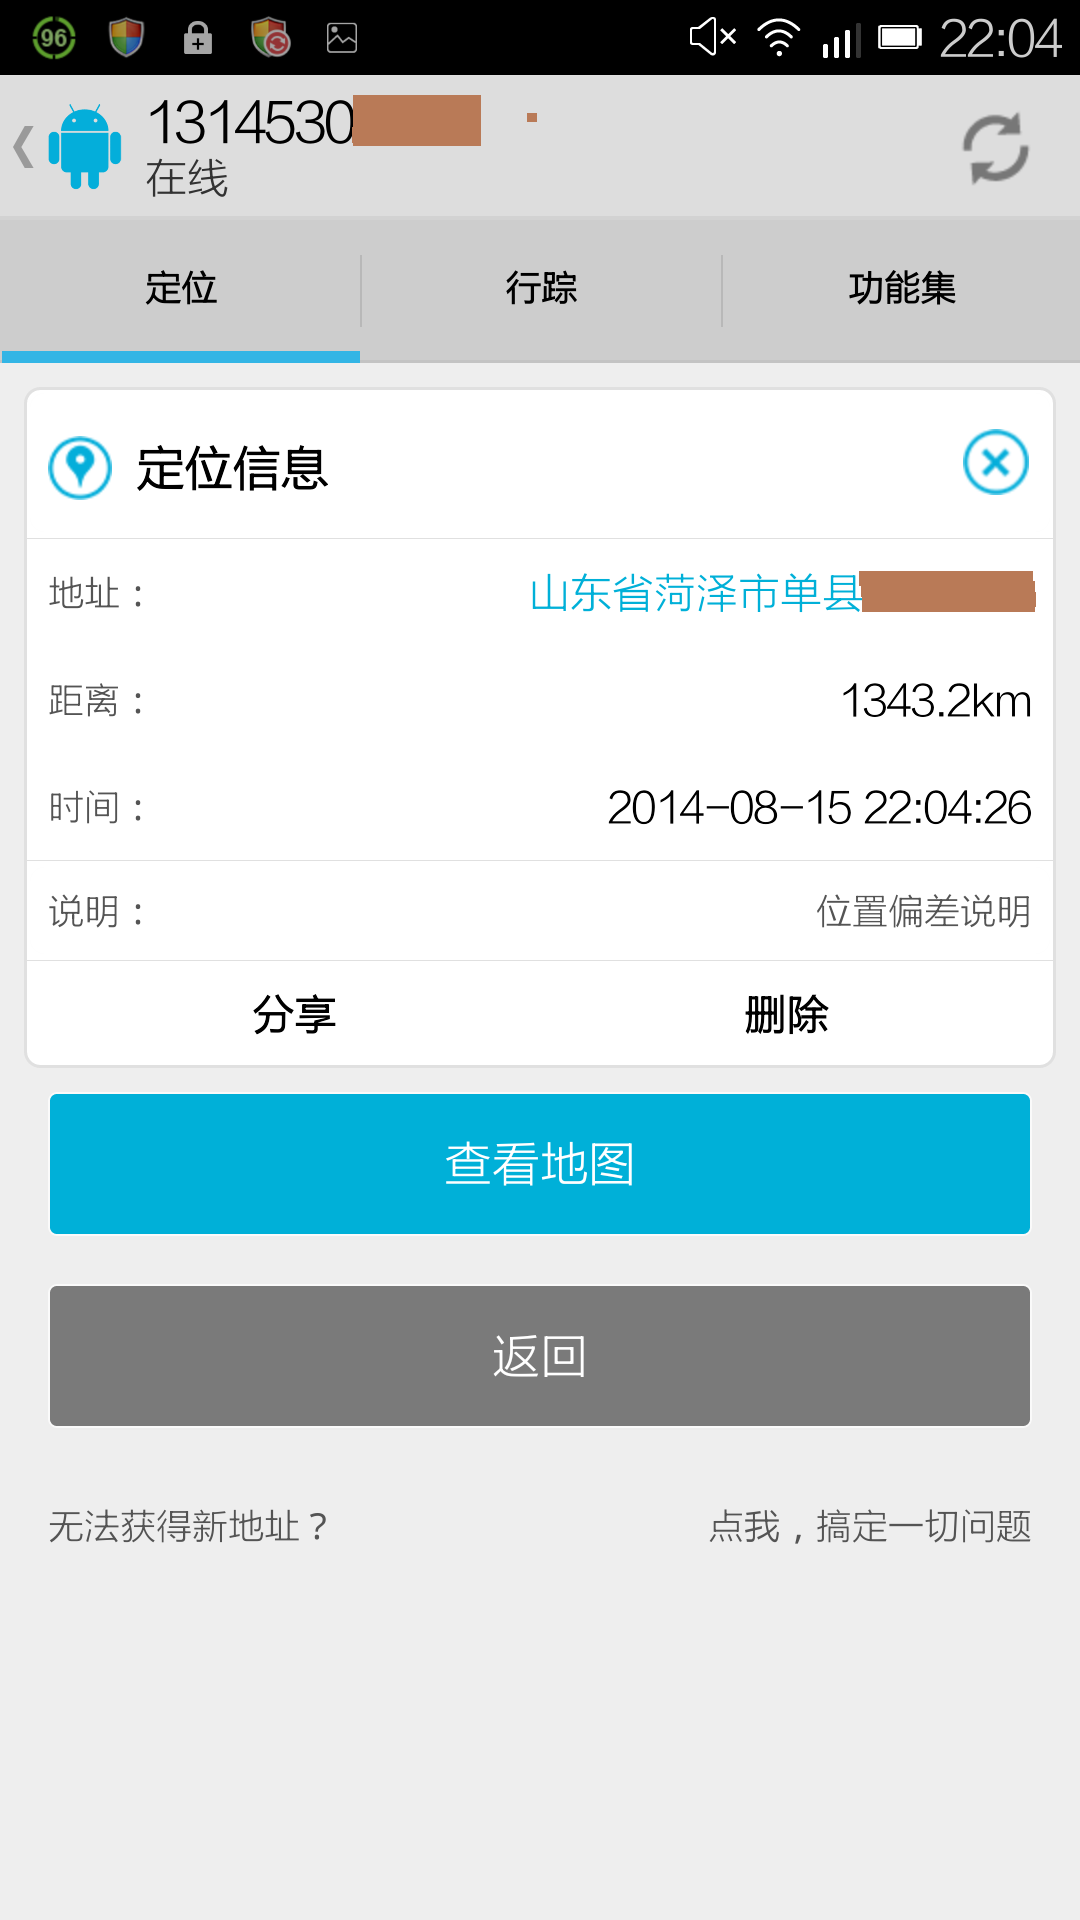 96
22:04
1314530
在线
定位 行踪 功能集
定位信息
地址： 山东省菏泽市单县
距离： 1343.2km
时间： 2014-08-15 22:04:26
说明： 位置偏差说明
分享 删除
查看地图
返回
无法获得新地址？ 点我，搞定一切问题